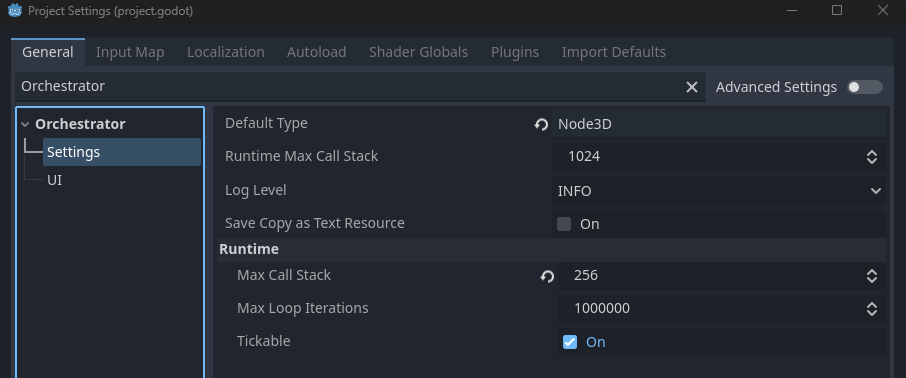 Project Settings (project.godot)
General Input Map Localization Autoload Shader Globals Plugins Import Defaults
Orchestrator Advanced Settings
Orchestrator
Settings
UI
Default Type Node3D
Runtime Max Call Stack 1024
Log Level INFO
Save Copy as Text Resource On
Runtime
Max Call Stack 256
Max Loop Iterations 1000000
Tickable On